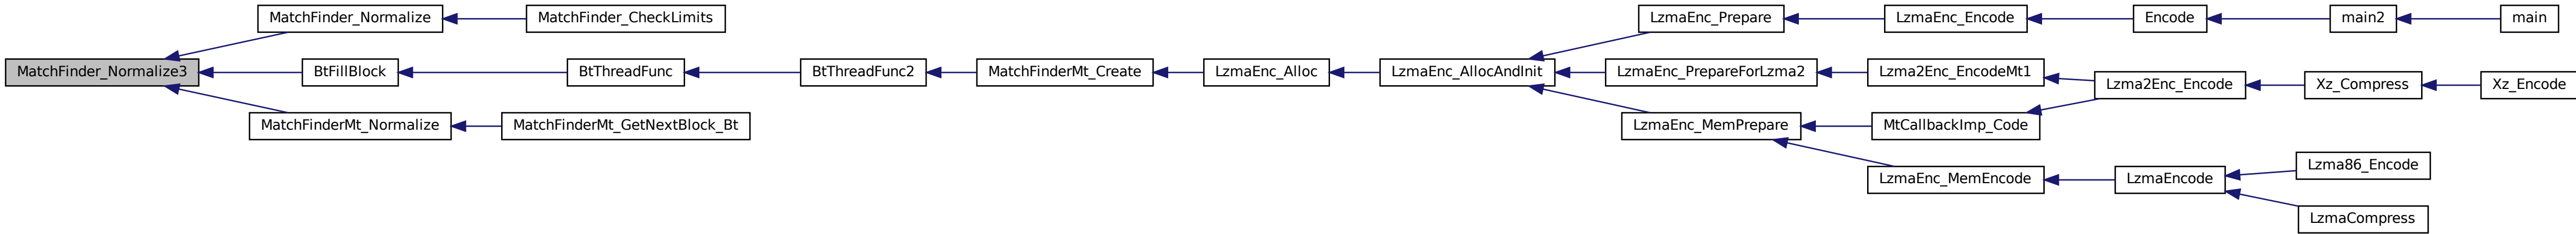 MatchFinder_Normalize3
MatchFinder_Normalize
MatchFinder_CheckLimits
BtFillBlock
BtThreadFunc
BtThreadFunc2
MatchFinderMt_Create
LzmaEnc_Alloc
LzmaEnc_AllocAndInit
LzmaEnc_Prepare
LzmaEnc_Encode
Encode
main2
main
LzmaEnc_PrepareForLzma2
Lzma2Enc_EncodeMt1
Lzma2Enc_Encode
Xz_Compress
Xz_Encode
LzmaEnc_MemPrepare
MtCallbackImp_Code
LzmaEnc_MemEncode
LzmaEncode
Lzma86_Encode
LzmaCompress
MatchFinderMt_Normalize
MatchFinderMt_GetNextBlock_Bt